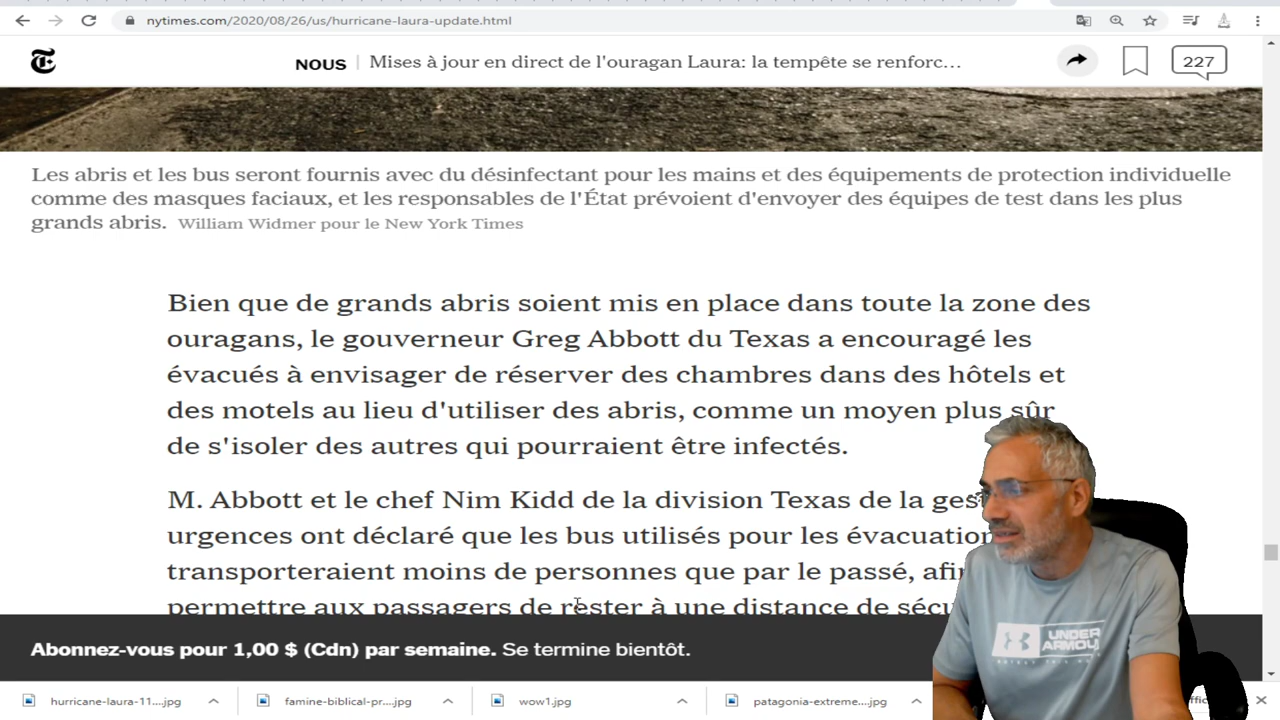 nytimes.com/2020/08/26/us/hurricane-laura-update.html
NOUS | Mises à jour en direct de l'ouragan Laura: la tempête se renforc… 227
Les abris et les bus seront fournis avec du désinfectant pour les mains et des équipements de protection individuelle
comme des masques faciaux, et les responsables de l'État prévoient d'envoyer des équipes de test dans les plus
grands abris. William Widmer pour le New York Times
Bien que de grands abris soient mis en place dans toute la zone des
ouragans, le gouverneur Greg Abbott du Texas a encouragé les
évacués à envisager de réserver des chambres dans des hôtels et
des motels au lieu d'utiliser des abris, comme un moyen plus sûr
de s'isoler des autres qui pourraient être infectés.
M. Abbott et le chef Nim Kidd de la division Texas de la
urgences ont déclaré que les bus utilisés pour les
transporteraient moins de personnes que par le passé,
permettre aux passagers de rester à une distance de
Abonnez-vous pour 1,00 $ (Cdn) par semaine. Se termine bientôt.
UNDER
ARMOUR
hurricane-laura-11....jpg famine-biblical-pr....jpg wow1.jpg patagonia-extreme....jpg